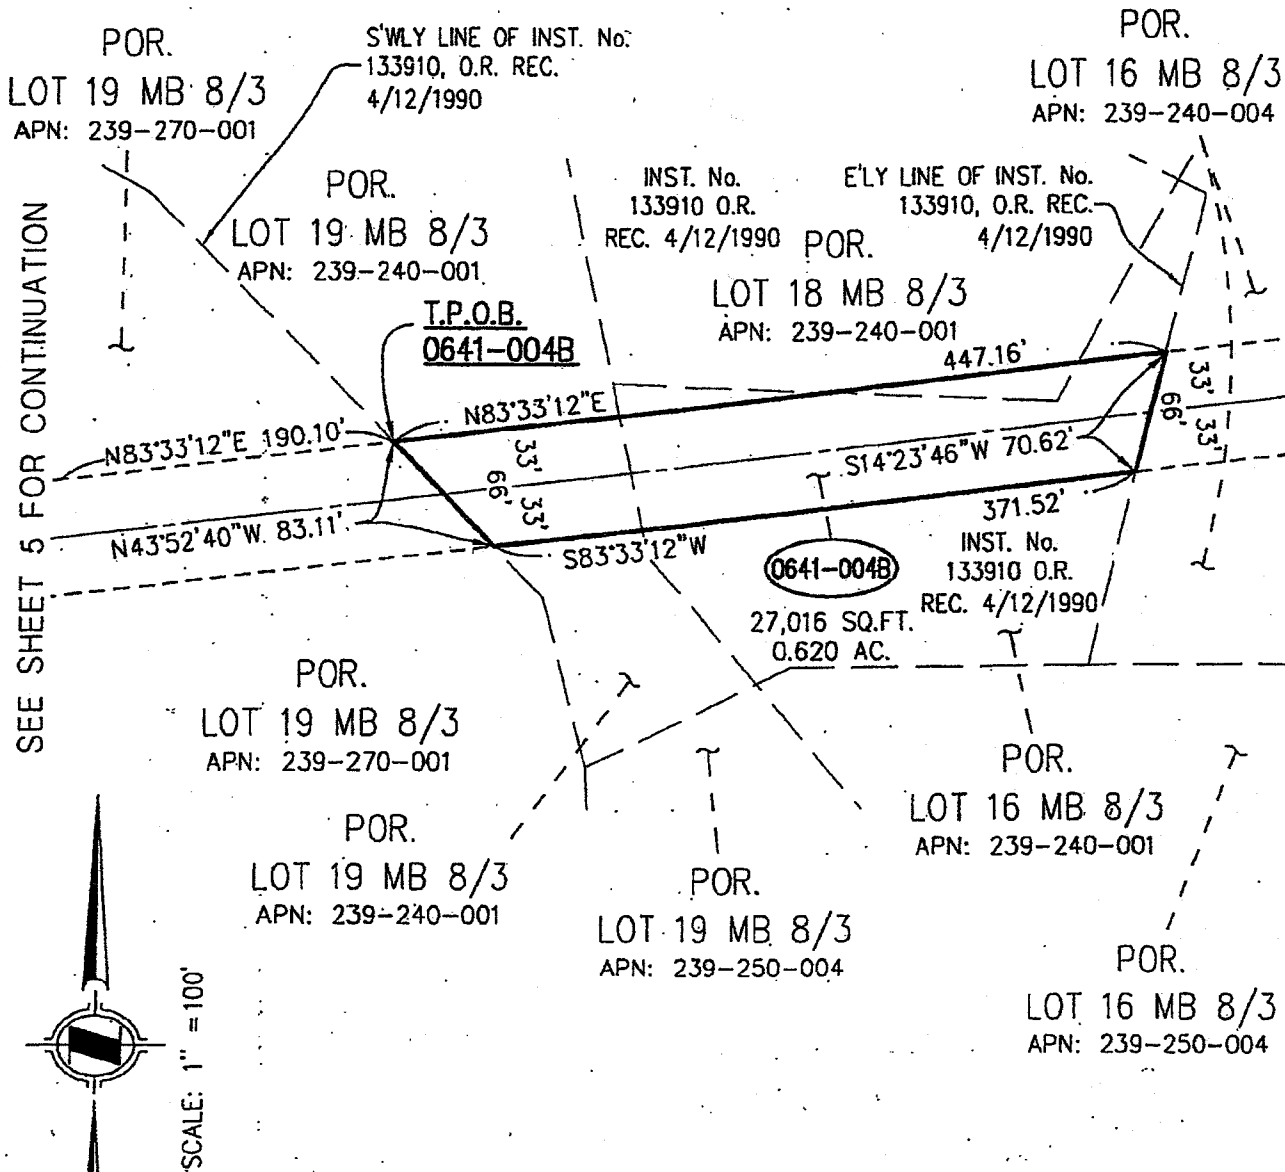 POR.
LOT 19 MB 8/3
APN: 239-270-001
S'WLY LINE OF INST. No.
133910, O.R. REC.
4/12/1990
POR.
LOT 16 MB 8/3
APN: 239-240-004
POR.
LOT 19 MB 8/3
APN: 239-240-001
INST. No.
133910 O.R.
REC. 4/12/1990
E'LY LINE OF INST. No.
133910, O.R. REC.
4/12/1990
POR.
LOT 18 MB 8/3
APN: 239-240-001
T.P.O.B.
0641-004B
447.16'
N83°33'12"E
N83°33'12"E 190.10'
33'
66'
33'
33'
66'
33'
S14°23'46"W 70.62'
N43°52'40"W 83.11'
S83°33'12"W
371.52'
0641-004B
27,016 SQ.FT.
0.620 AC.
INST. No.
133910 O.R.
REC. 4/12/1990
SEE SHEET 5 FOR CONTINUATION
POR.
LOT 19 MB 8/3
APN: 239-270-001
POR.
LOT 19 MB 8/3
APN: 239-240-001
POR.
LOT 19 MB 8/3
APN: 239-250-004
POR.
LOT 16 MB 8/3
APN: 239-240-001
POR.
LOT 16 MB 8/3
APN: 239-250-004
SCALE: 1" =100'